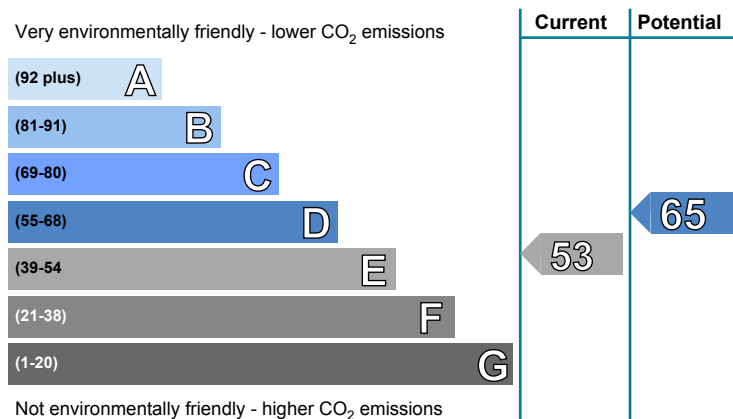 Current Potential
Very environmentally friendly - lower CO2 emissions
(92 plus) A
(81-91) B
(69-80) C
(55-68) D
65
(39-54 E
53
(21-38) F
(1-20) G
Not environmentally friendly - higher CO2 emissions